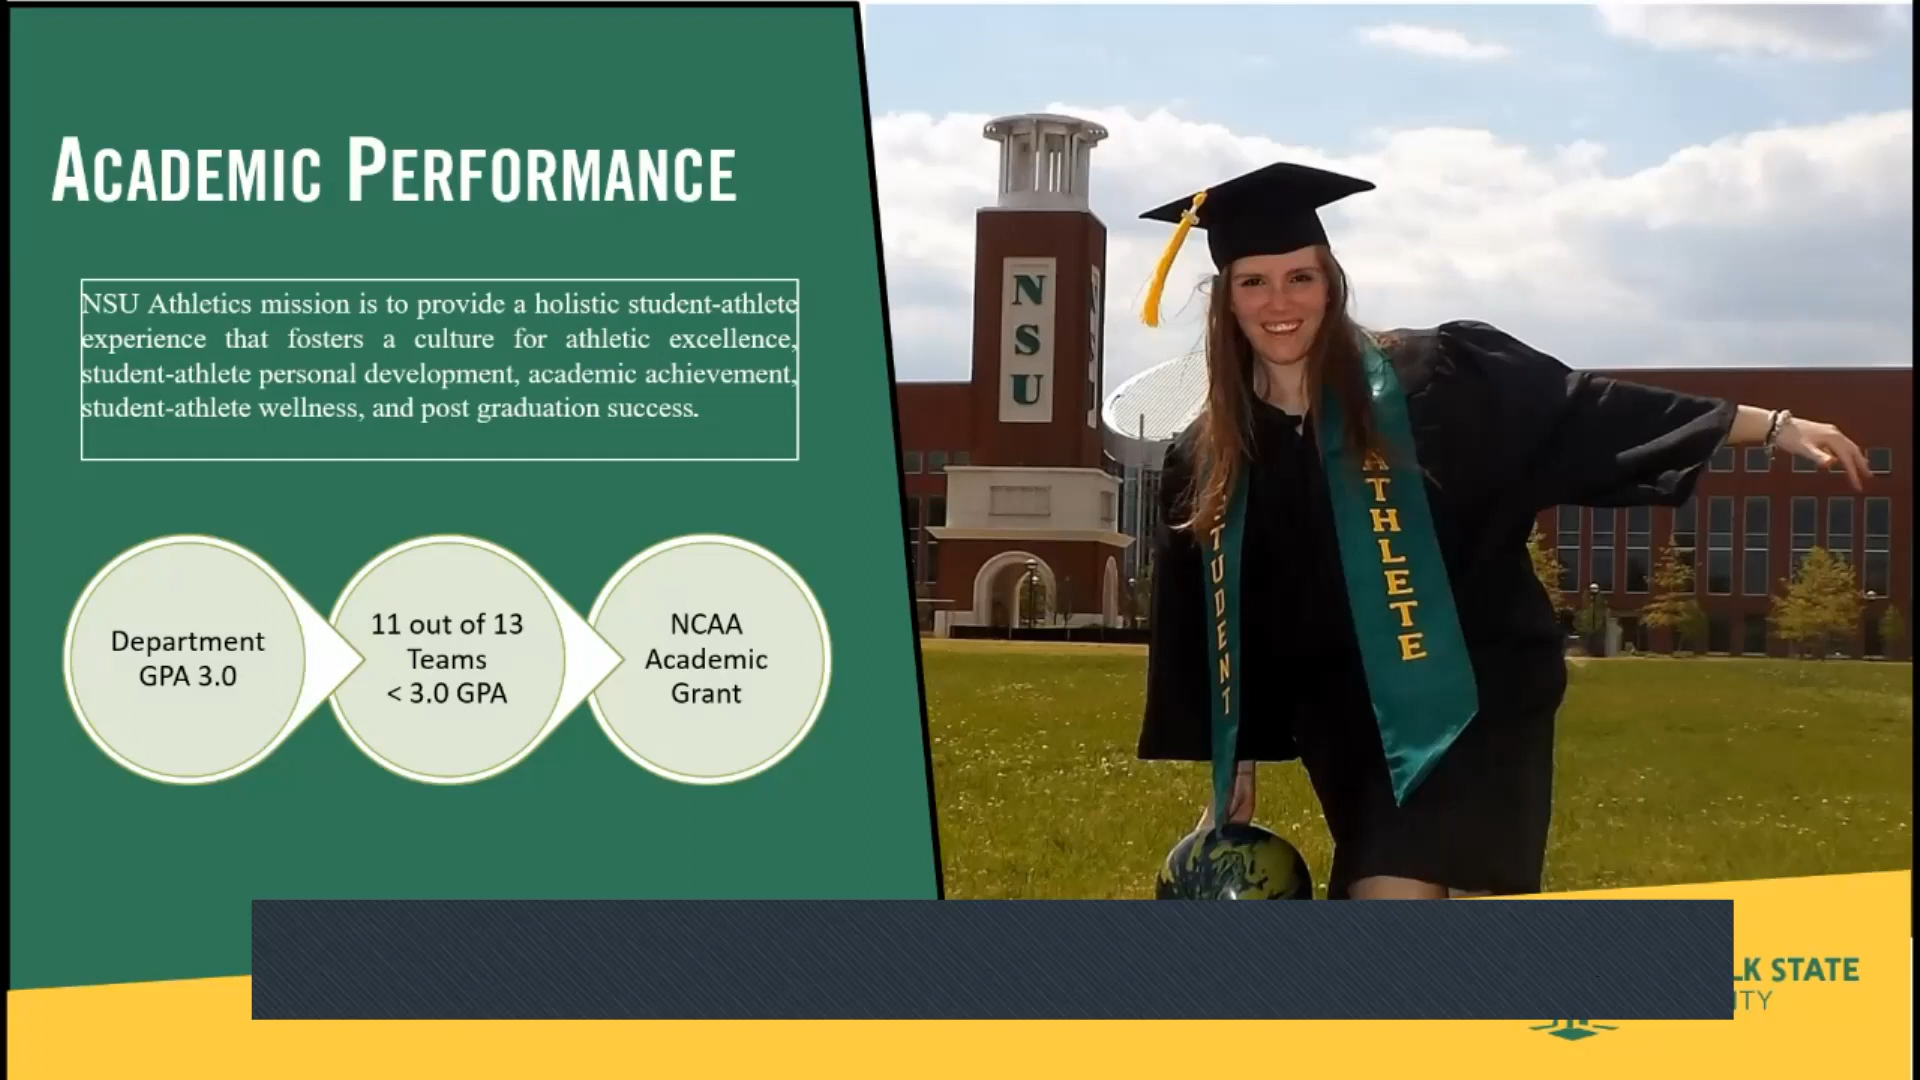 ACADEMIC PERFORMANCE
NSU Athletics mission is to provide a holistic student-athlete
experience that fosters a culture for athletic excellence,
student-athlete personal development, academic achievement,
student-athlete wellness, and post graduation success.
Department
GPA 3.0
11 out of 13
Teams
< 3.0 GPA
NCAA
Academic
Grant
NSU
STUDENT
ATHLETE
LK STATE
ITY